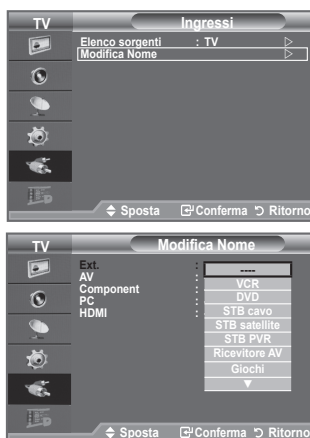 TV Ingressi
Elenco sorgenti : TV
Modifica Nome
Sposta Conferma Ritorno
TV Modifica Nome
Ext. : ----
AV :
Component :
PC :
HDMI :
VCR
DVD
STB cavo
STB satellite
STB PVR
Ricevitore AV
Giochi
Sposta Conferma Ritorno